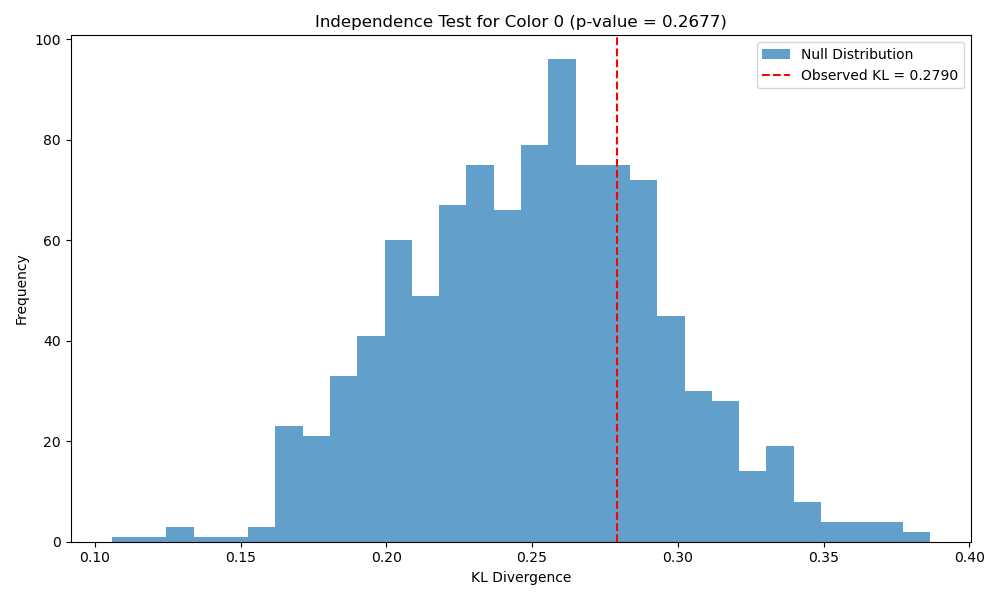 Independence Test for Color 0 (p-value = 0.2677)
Null Distribution
Observed KL = 0.2790
Frequency
100
80
60
40
20
0
0.10 0.15 0.20 0.25 0.30 0.35 0.40
KL Divergence